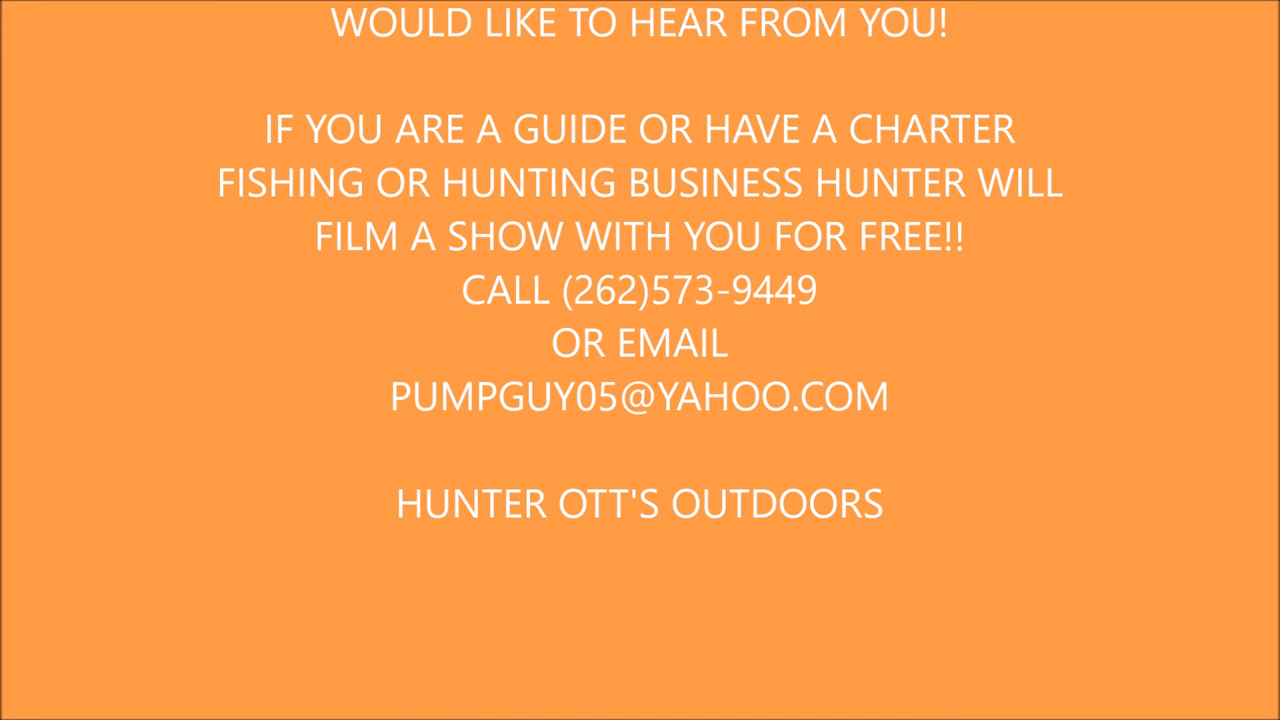 WOULD LIKE TO HEAR FROM YOU!
IF YOU ARE A GUIDE OR HAVE A CHARTER
FISHING OR HUNTING BUSINESS HUNTER WILL
FILM A SHOW WITH YOU FOR FREE!!
CALL (262)573-9449
OR EMAIL
PUMPGUY05@YAHOO.COM
HUNTER OTT'S OUTDOORS